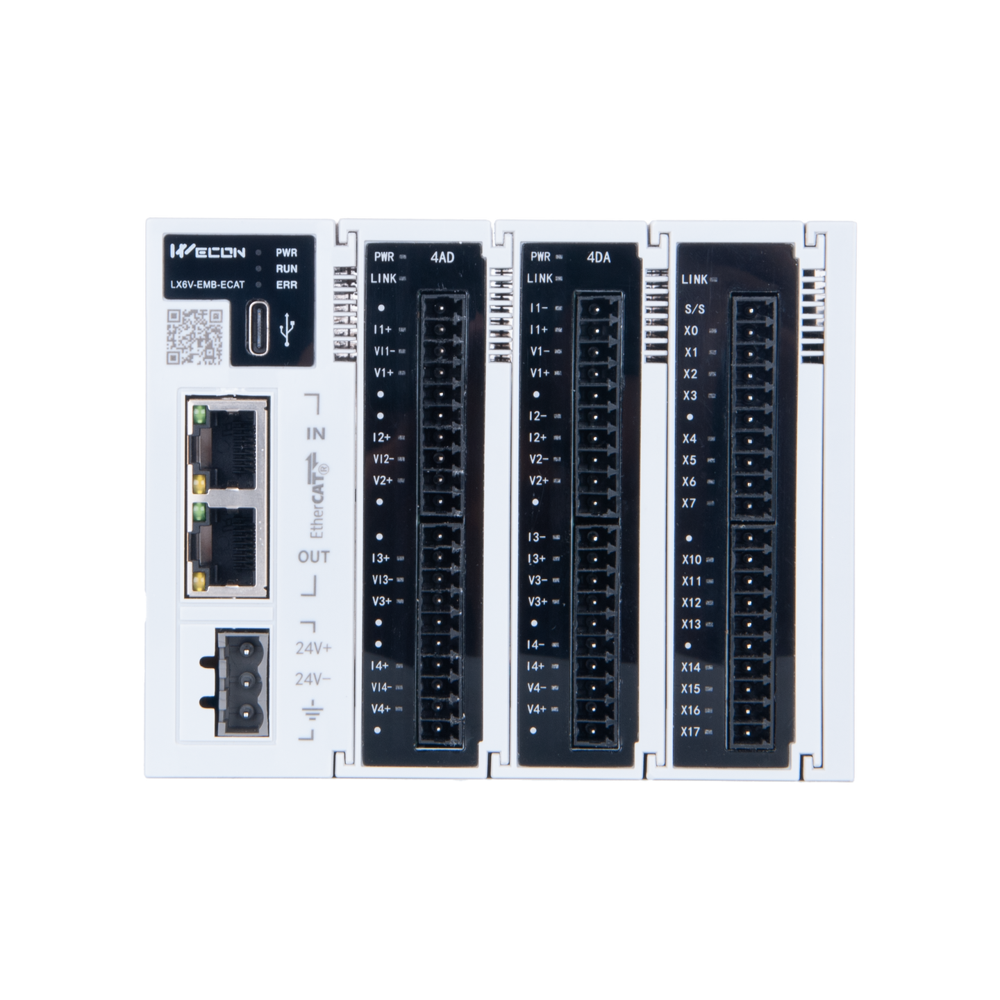 WECON
PWR
RUN
LX6V-EMB-ECAT
ERR
IN
EtherCAT®
OUT
24V+
24V-
PWR
4AD
LINK
I1+
VI1-
V1+
I2+
VI2-
V2+
I3+
VI3-
V3+
I4+
VI4-
V4+
PWR
4DA
LINK
I1-
I1+
V1-
V1+
I2-
I2+
V2-
V2+
I3-
I3+
V3-
V3+
I4-
I4+
V4-
V4+
LINK
S/S
X0
X1
X2
X3
X4
X5
X6
X7
X10
X11
X12
X13
X14
X15
X16
X17